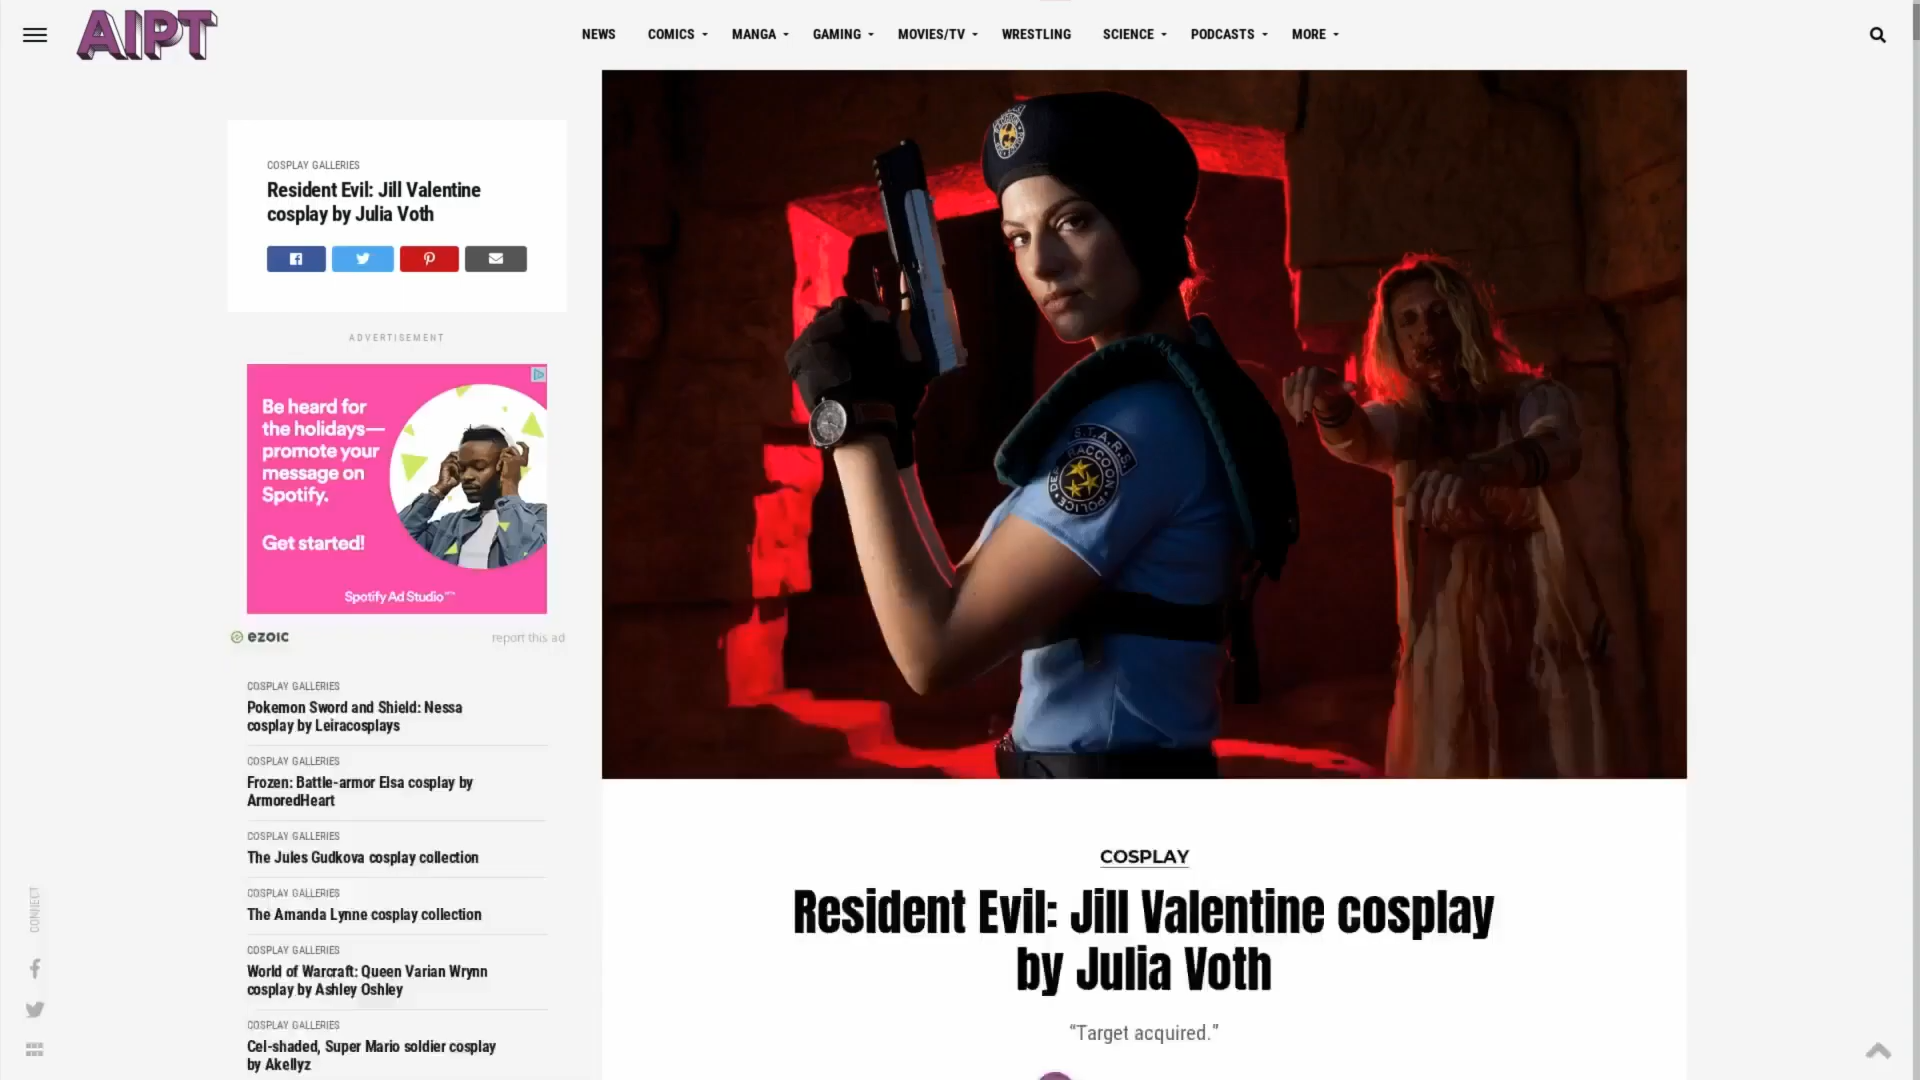 AIPT
NEWS
COMICS
MANGA
GAMING
MOVIES/TV
WRESTLING
SCIENCE
PODCASTS
MORE
COSPLAY GALLERIES
Resident Evil: Jill Valentine
cosplay by Julia Voth
ADVERTISEMENT
Be heard for
the holidays—
promote your
message on
Spotify.
Get started!
Spotify Ad Studio
ezoic
report this ad
COSPLAY GALLERIES
Pokemon Sword and Shield: Nessa
cosplay by Leiracosplays
COSPLAY GALLERIES
Frozen: Battle-armor Elsa cosplay by
ArmoredHeart
COSPLAY GALLERIES
The Jules Gudkova cosplay collection
COSPLAY GALLERIES
The Amanda Lynne cosplay collection
COSPLAY GALLERIES
World of Warcraft: Queen Varian Wrynn
cosplay by Ashley Oshley
COSPLAY GALLERIES
Cel-shaded, Super Mario soldier cosplay
by Akellyz
CONNECT
S.T.A.R.S.
RACCOON
POLICE
COSPLAY
Resident Evil: Jill Valentine cosplay
by Julia Voth
“Target acquired.”